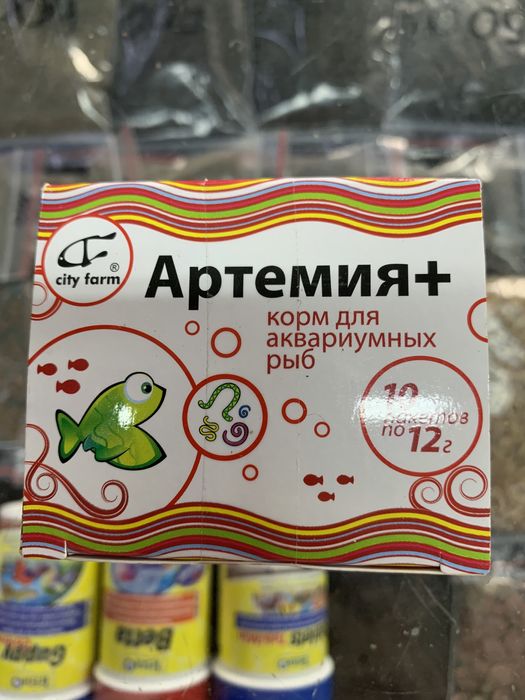 city farm ®
Артемия+
корм для
аквариумных
рыб
10
пакетов
по 12г
Guppy
Betta